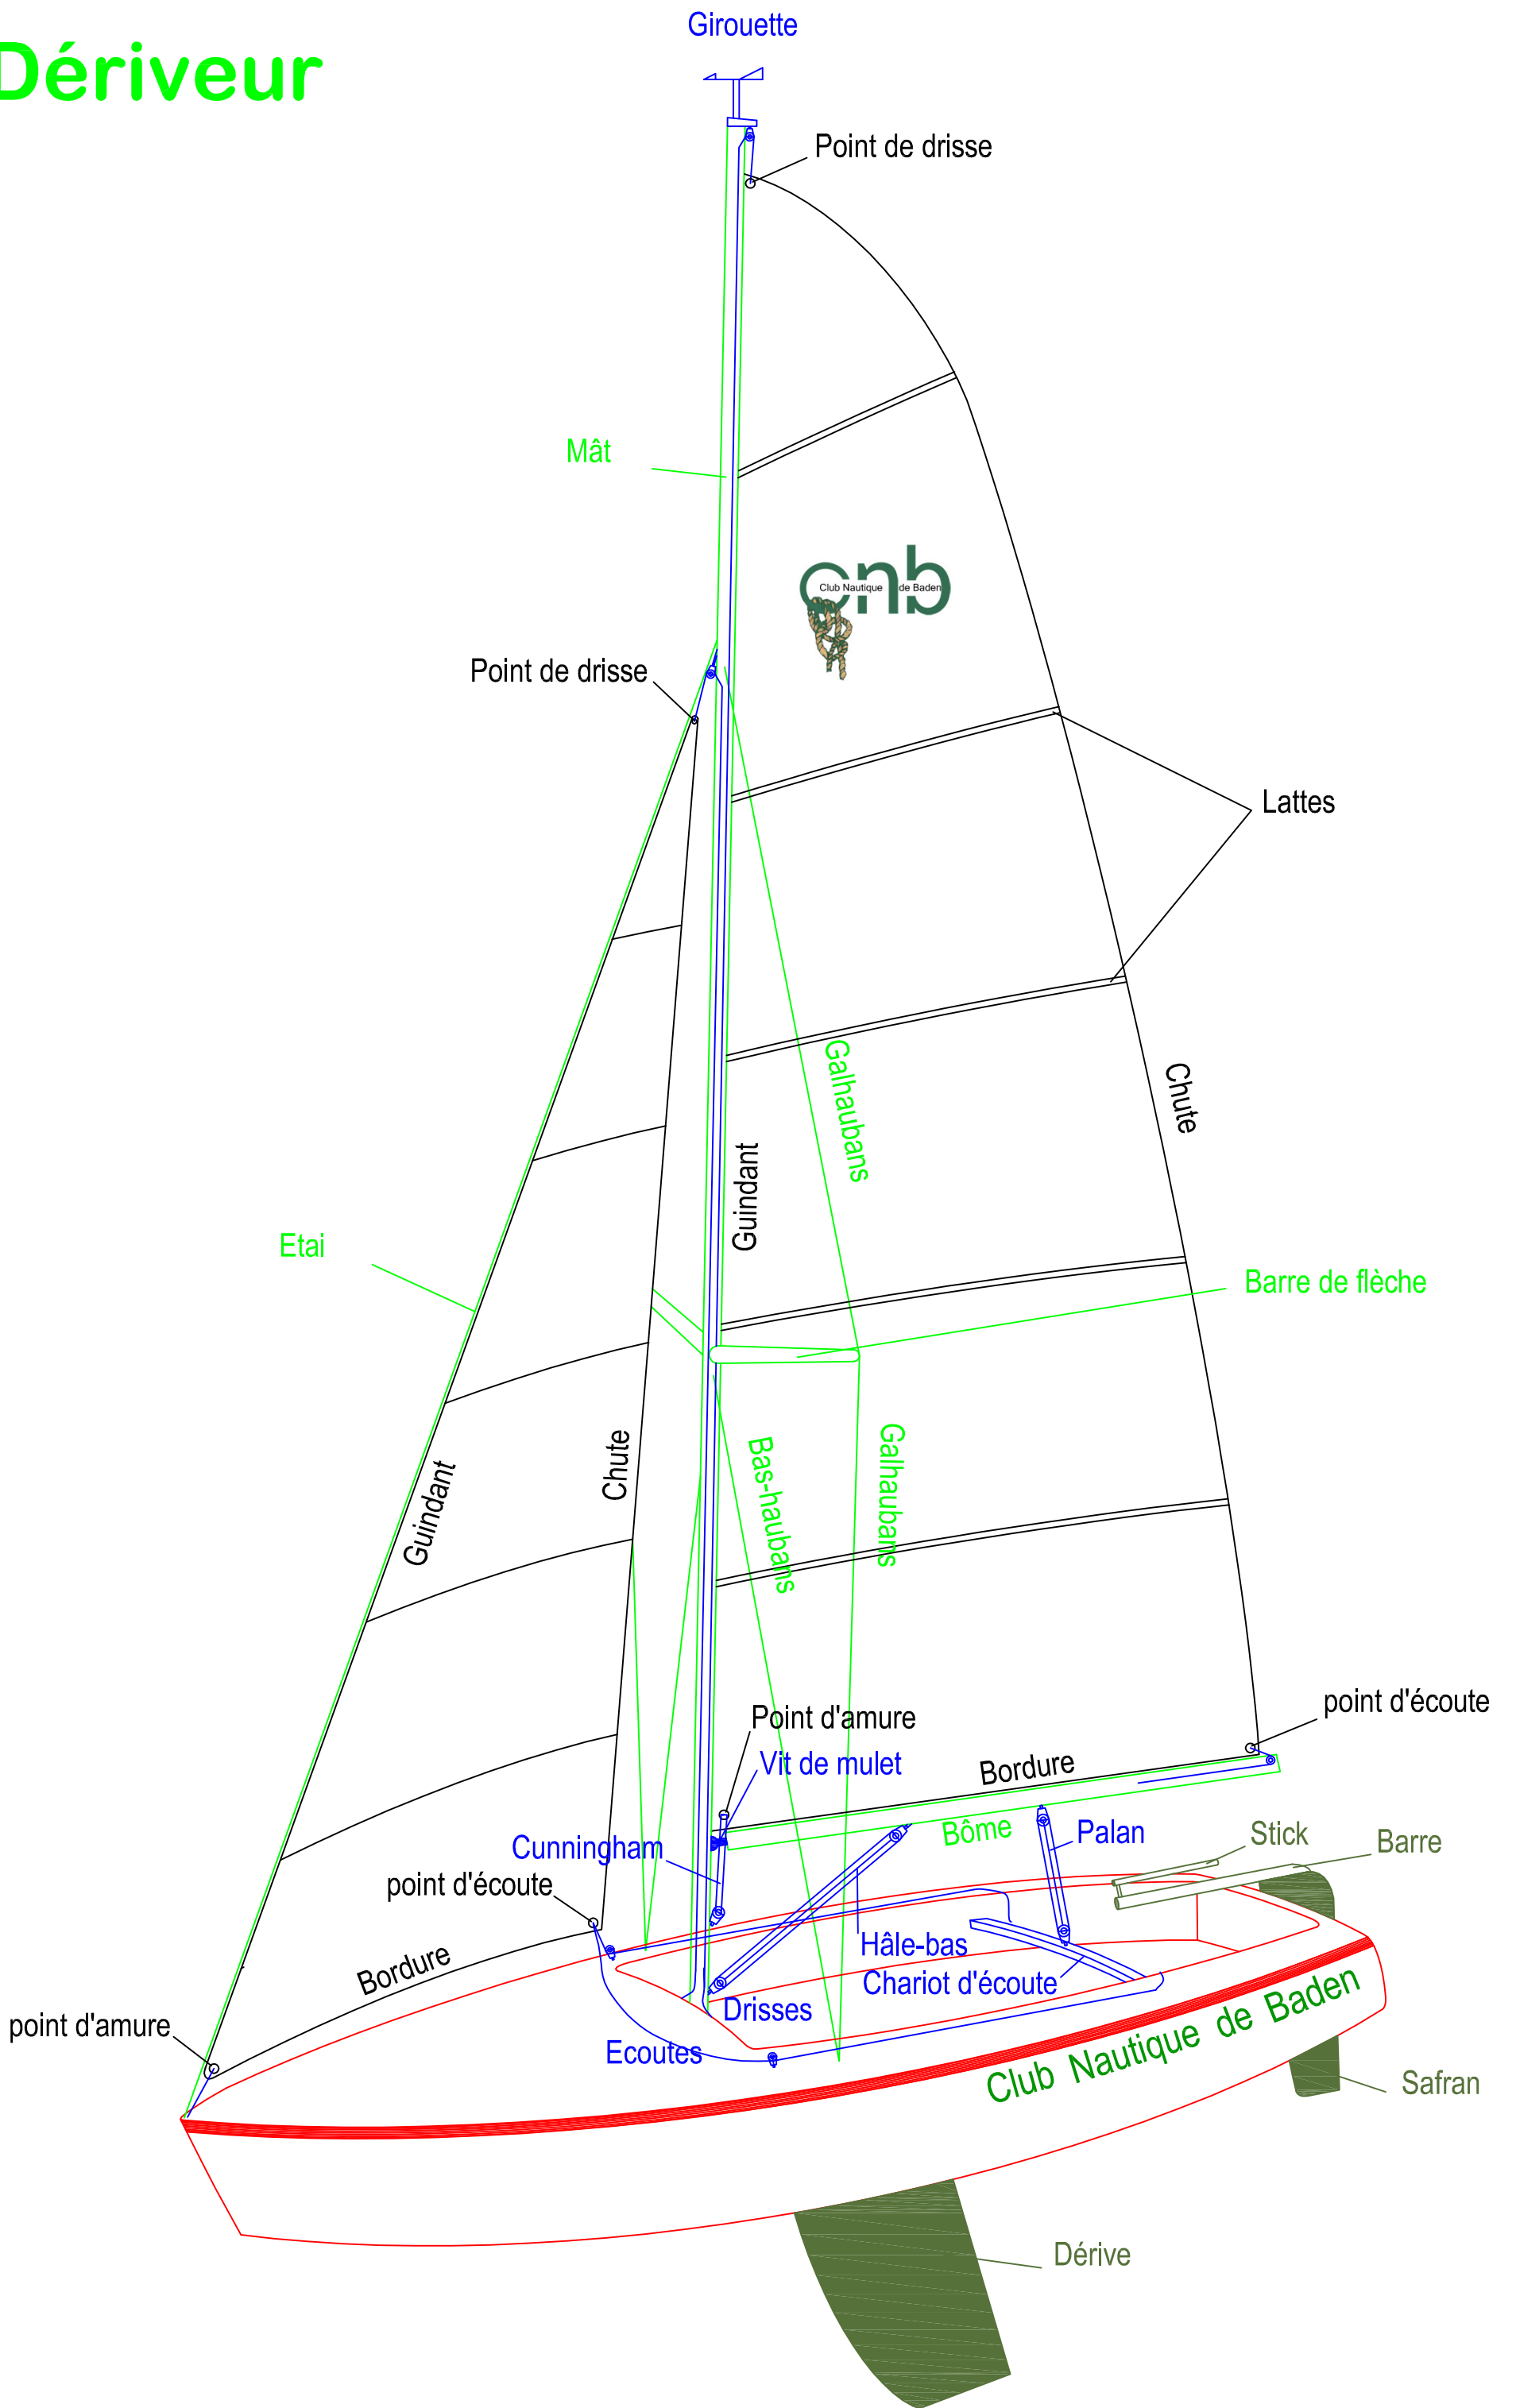 Girouette
Dériveur
Point de drisse
Mât
Club Nautique de Baden
cnb
Point de drisse
Lattes
Galhaubans
Chute
Guindant
Etai
Barre de flèche
Chute
Galhaubans
Bas-haubans
Guindant
point d'écoute
Point d'amure
Vit de mulet
Bordure
Bôme
Palan
Stick
Barre
Cunningham
point d'écoute
Hâle-bas
Bordure
Chariot d'écoute
Drisses
point d'amure
Ecoutes
Club Nautique de Baden
Safran
Dérive